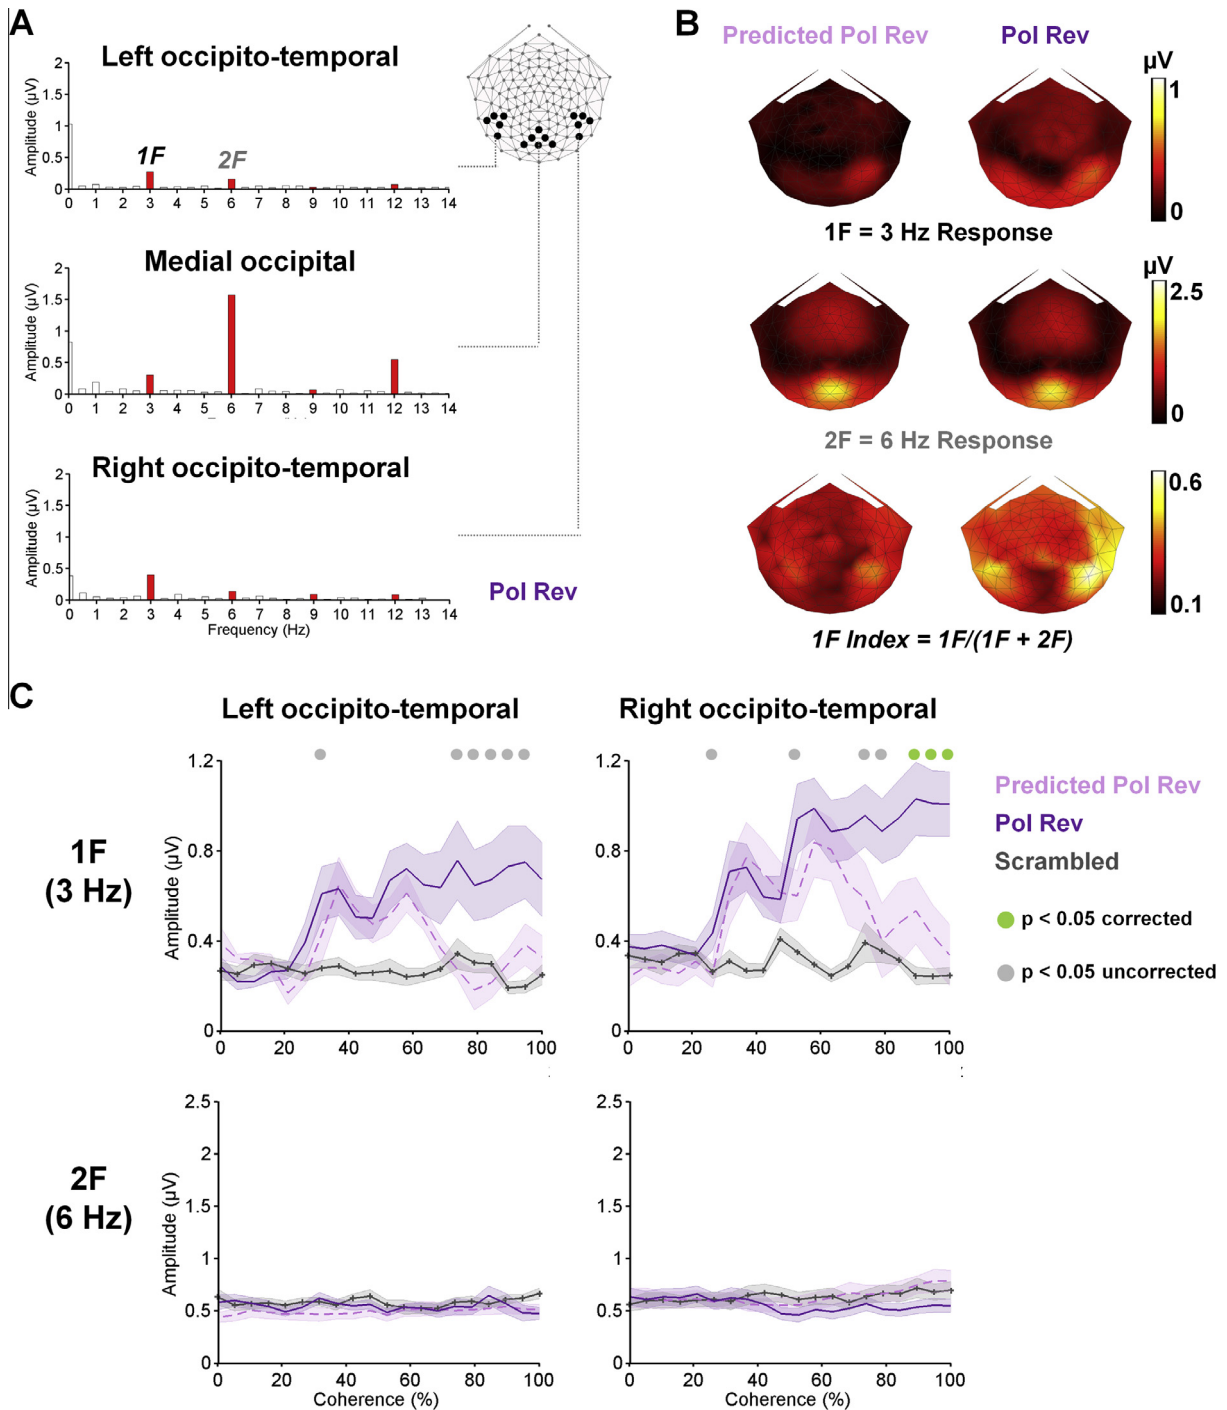 A
Left occipito-temporal
Amplitude (µV)
2
1.5
1
0.5
0
1F
2F
0 1 2 3 4 5 6 7 8 9 10 11 12 13 14
Medial occipital
Amplitude (µV)
2
1.5
1
0.5
0
0 1 2 3 4 5 6 7 8 9 10 11 12 13 14
Right occipito-temporal
Amplitude (µV)
2
1.5
1
0.5
0
0 1 2 3 4 5 6 7 8 9 10 11 12 13 14
Frequency (Hz)
Pol Rev
B
Predicted Pol Rev
Pol Rev
µV
1
0
1F = 3 Hz Response
µV
2.5
0
2F = 6 Hz Response
0.6
0.1
1F Index = 1F/(1F + 2F)
C
Left occipito-temporal
Right occipito-temporal
1F
(3 Hz)
Amplitude (µV)
1.2
0.8
0.4
0
0 20 40 60 80 100
1.2
0.8
0.4
0
0 20 40 60 80 100
Predicted Pol Rev
Pol Rev
Scrambled
p < 0.05 corrected
p < 0.05 uncorrected
2F
(6 Hz)
Amplitude (µV)
2.5
2
1.5
1
0.5
0
0 20 40 60 80 100
Coherence (%)
2.5
2
1.5
1
0.5
0
0 20 40 60 80 100
Coherence (%)